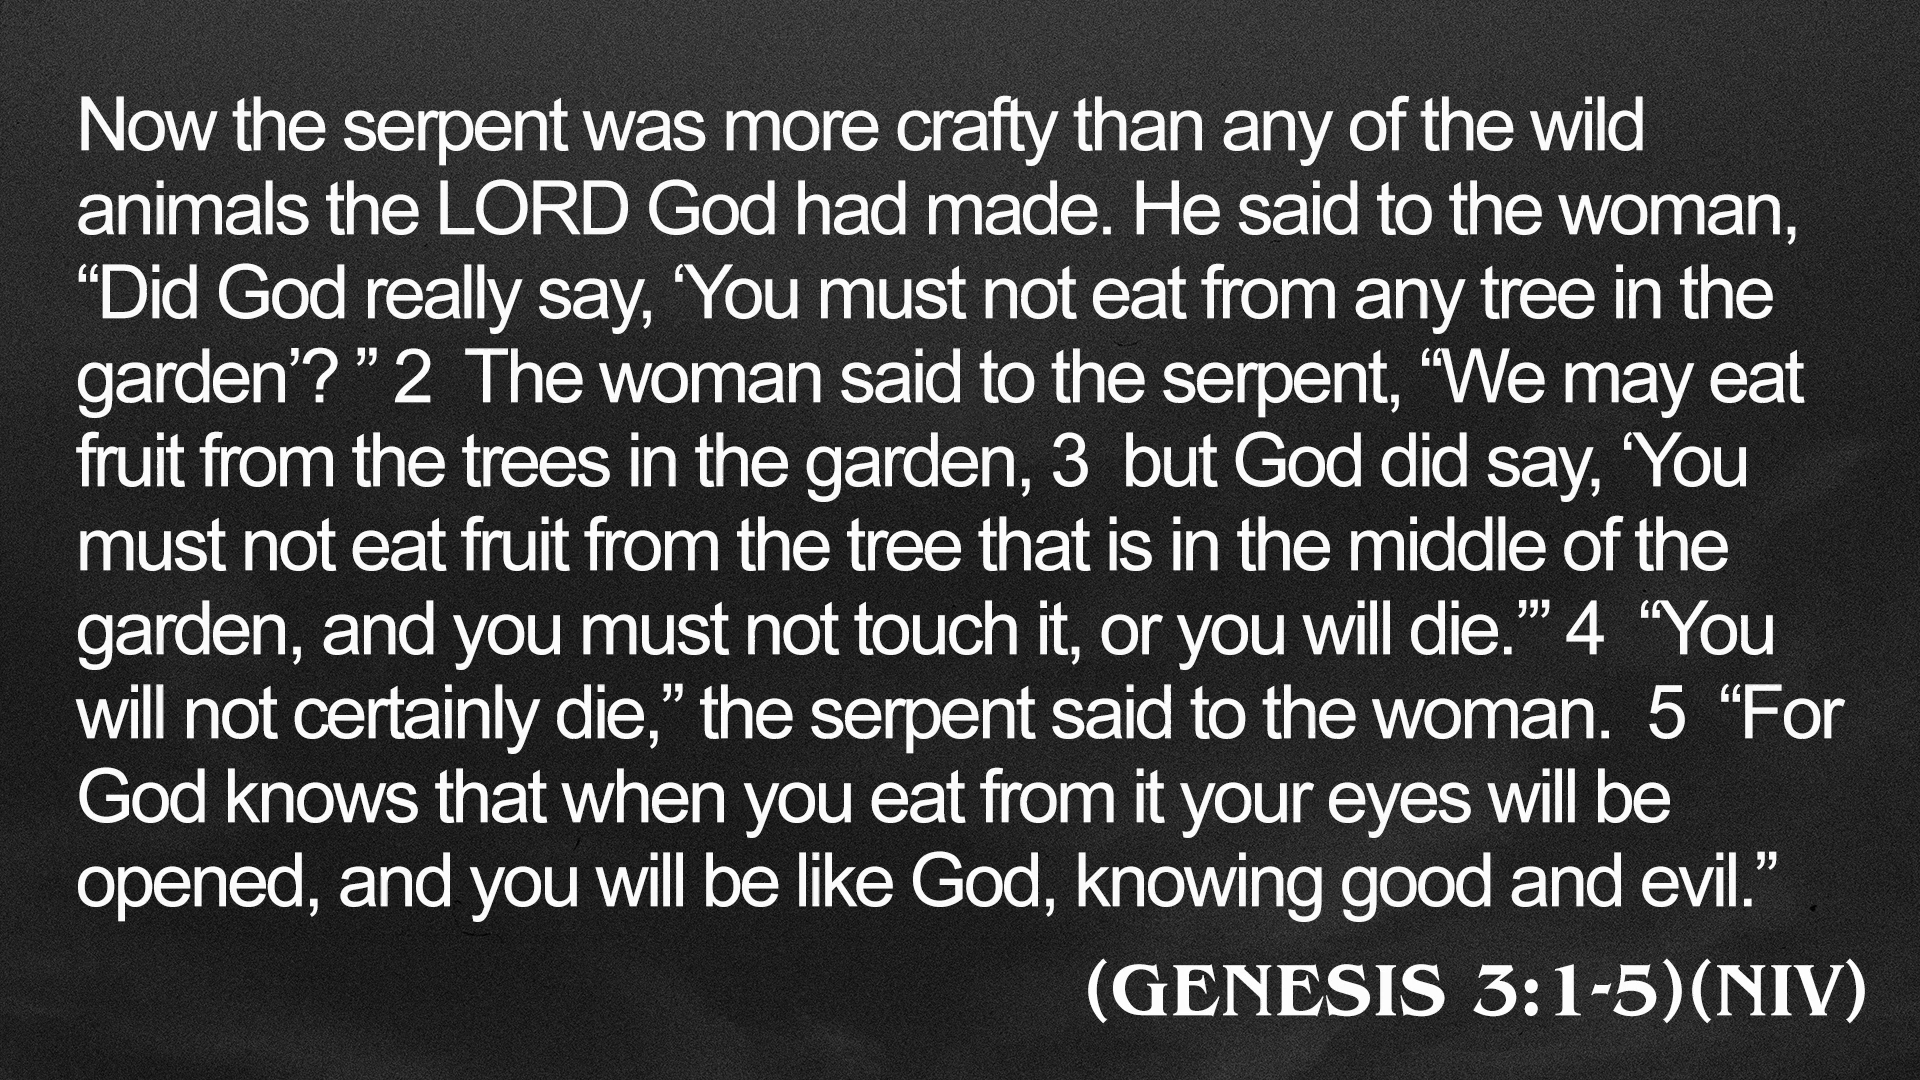 Now the serpent was more crafty than any of the wild
animals the LORD God had made. He said to the woman,
“Did God really say, ‘You must not eat from any tree in the
garden’? ” 2  The woman said to the serpent, “We may eat
fruit from the trees in the garden, 3  but God did say, ‘You
must not eat fruit from the tree that is in the middle of the
garden, and you must not touch it, or you will die.’” 4  “You
will not certainly die,” the serpent said to the woman.  5  “For
God knows that when you eat from it your eyes will be
opened, and you will be like God, knowing good and evil.”
(GENESIS 3:1-5)(NIV)